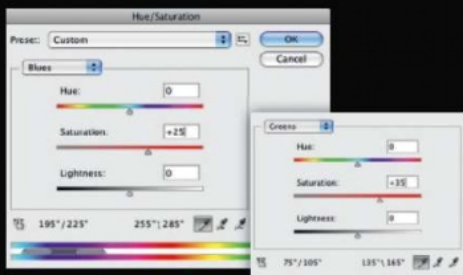 Hue/Saturation
Preset: Custom
OK
Cancel
Blues
Hue: 0
Saturation: +25
Lightness: 0
195°/225° 255°\285°
Greens
Hue: 0
Saturation: +35
Lightness: 0
75°/105° 135°\165°